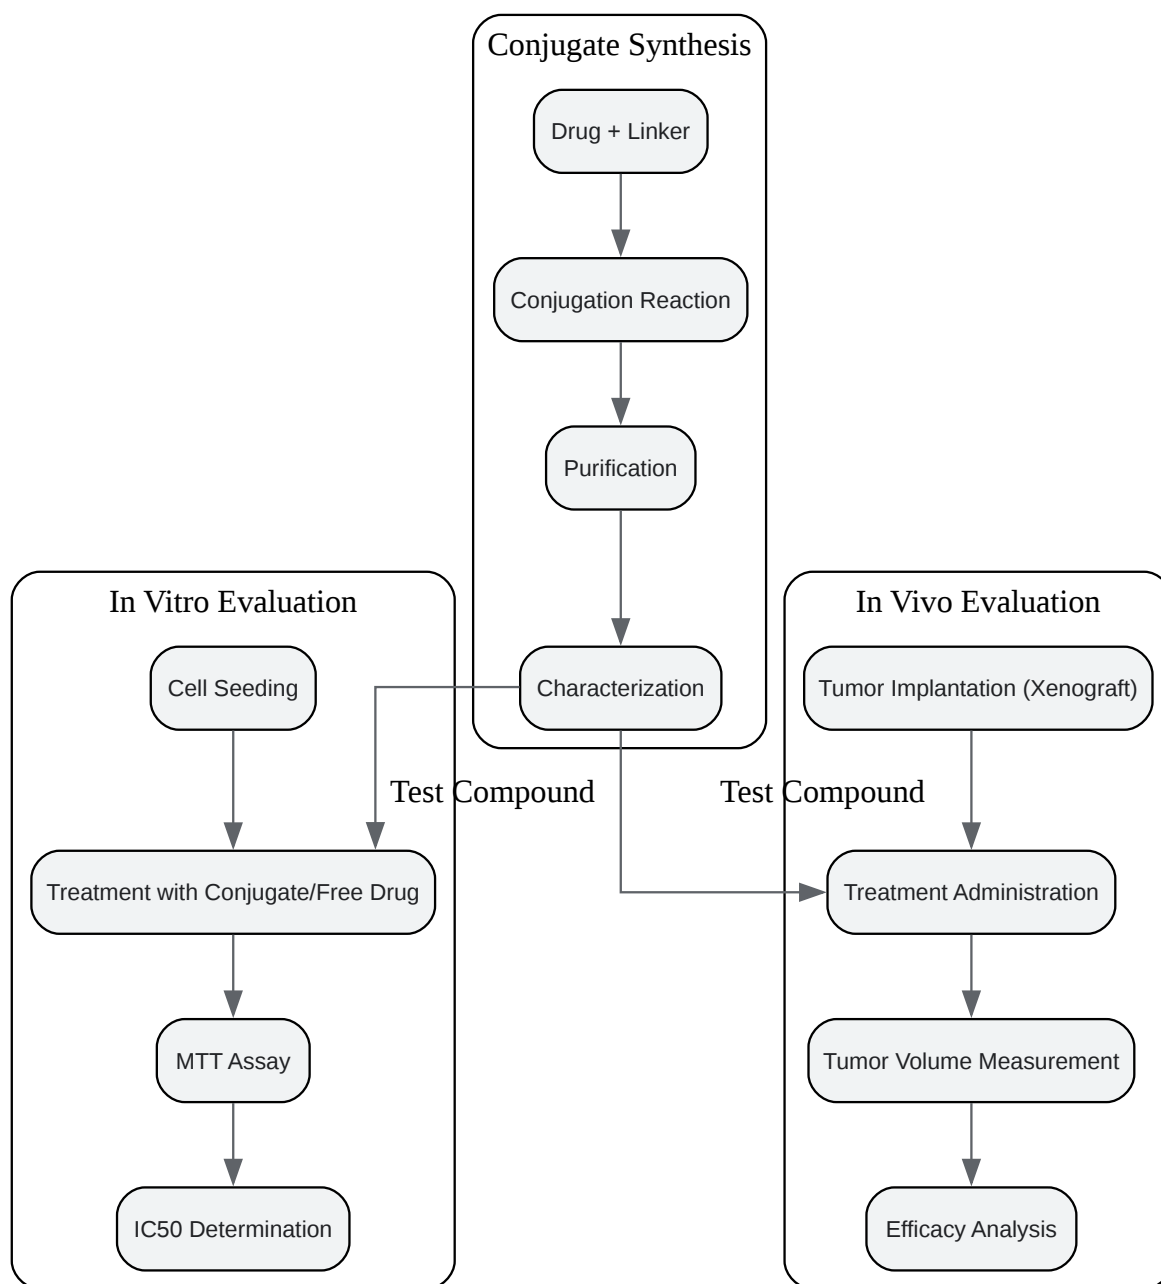 Conjugate Synthesis
Drug + Linker
Conjugation Reaction
Purification
Characterization
In Vitro Evaluation
Cell Seeding
Test Compound
Treatment with Conjugate/Free Drug
MTT Assay
IC50 Determination
In Vivo Evaluation
Tumor Implantation (Xenograft)
Test Compound
Treatment Administration
Tumor Volume Measurement
Efficacy Analysis